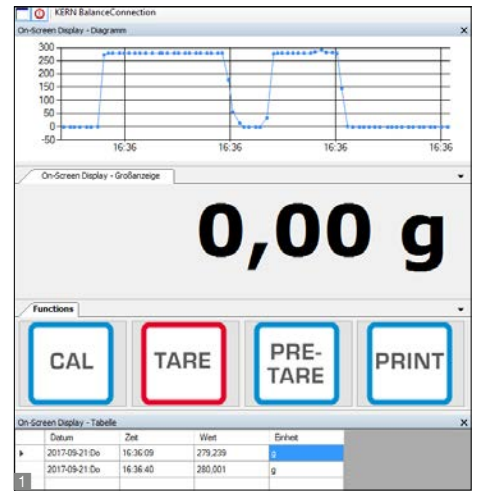 KERN BalanceConnection
On-Screen Display - Diagramm
300
250
200
150
100
50
0
-50
16:36 16:36 16:36 16:36
On-Screen Display - Großanzeige
0,00 g
Functions
CAL
TARE
PRE-
TARE
PRINT
On-Screen Display - Tabelle
Datum Zeit Wert Einheit
2017-09-21:Do 16:36:09 279,239 g
2017-09-21:Do 16:36:40 280,001 g
1